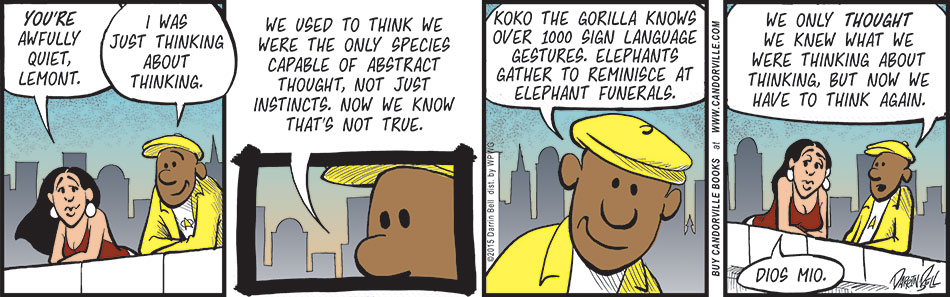 YOU'RE
AWFULLY
QUIET,
LEMONT.
I WAS
JUST THINKING
ABOUT
THINKING.
WE USED TO THINK WE
WERE THE ONLY SPECIES
CAPABLE OF ABSTRACT
THOUGHT, NOT JUST
INSTINCTS. NOW WE KNOW
THAT'S NOT TRUE.
©2015 Darrin Bell dist. by WPWG
KOKO THE GORILLA KNOWS
OVER 1000 SIGN LANGUAGE
GESTURES. ELEPHANTS
GATHER TO REMINISCE AT
ELEPHANT FUNERALS.
BUY CANDORVILLE BOOKS at WWW.CANDORVILLE.COM
WE ONLY THOUGHT
WE KNEW WHAT WE
WERE THINKING ABOUT
THINKING, BUT NOW WE
HAVE TO THINK AGAIN.
DIOS MIO.
DARRIN BELL